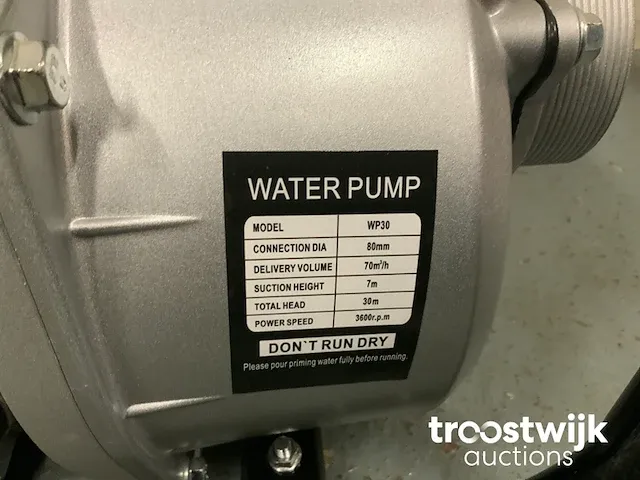 WATER PUMP
MODEL WP30
CONNECTION DIA 80mm
DELIVERY VOLUME 70m³/h
SUCTION HEIGHT 7m
TOTAL HEAD 30m
POWER SPEED 3600r.p.m
DON`T RUN DRY
Please pour priming water fully before running.
troostwijk
auctions